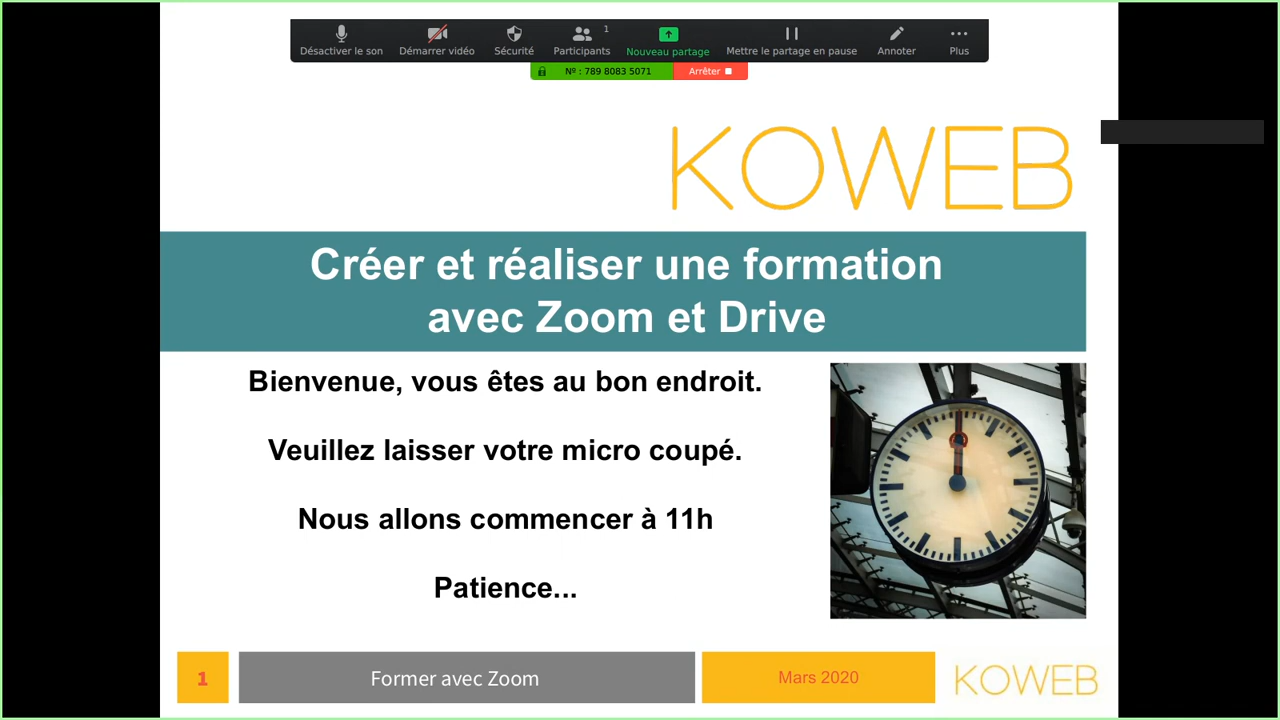 1
Désactiver le son Démarrer vidéo Sécurité Participants Nouveau partage Mettre le partage en pause Annoter Plus
Nº : 789 8083 5071 Arrêter
KOWEB
Créer et réaliser une formation
avec Zoom et Drive
Bienvenue, vous êtes au bon endroit.
Veuillez laisser votre micro coupé.
Nous allons commencer à 11h
Patience...
1 Former avec Zoom Mars 2020 KOWEB